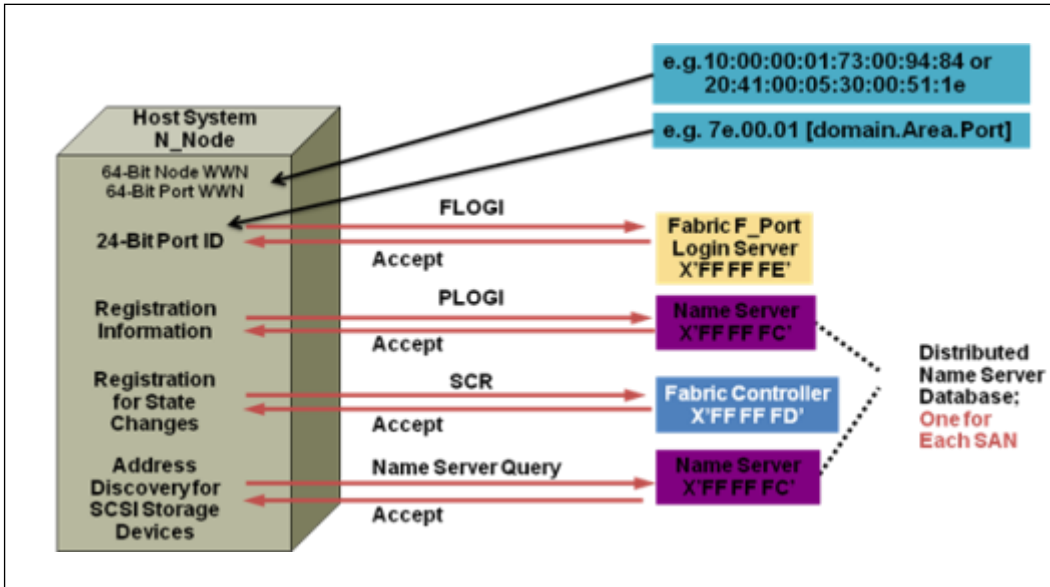 e.g.10:00:00:01:73:00:94:84 or
20:41:00:05:30:00:51:1e
e.g. 7e.00.01 [domain.Area.Port]
Host System
N_Node
64-Bit Node WWN
64-Bit Port WWN
24-Bit Port ID
FLOGI
Accept
Fabric F_Port
Login Server
X'FF FF FE'
Registration
Information
PLOGI
Accept
Name Server
X'FF FF FC'
Registration
for State
Changes
SCR
Accept
Fabric Controller
X'FF FF FD'
Address
Discovery for
SCSI Storage
Devices
Name Server Query
Accept
Name Server
X'FF FF FC'
Distributed
Name Server
Database;
One for
Each SAN